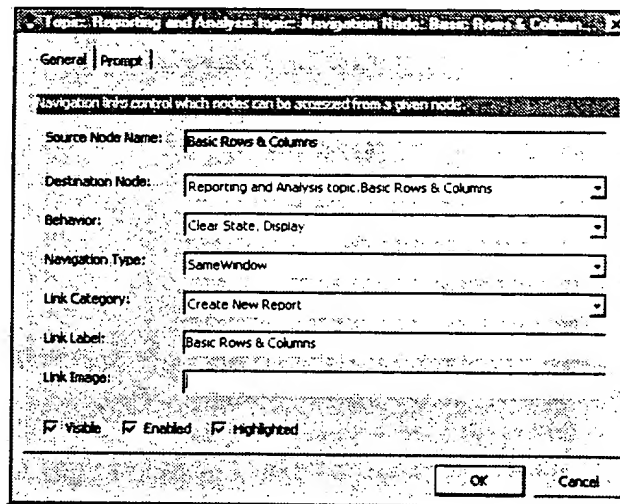 Topic: Reporting and Analysis topic: Navigation Node: Basic Rows & Column...
General Prompt
Navigation links control which nodes can be accessed from a given node.
Source Node Name: Basic Rows & Columns
Destination Node: Reporting and Analysis topic.Basic Rows & Columns
Behavior: Clear State, Display
Navigation Type: SameWindow
Link Category: Create New Report
Link Label: Basic Rows & Columns
Link Image:
Visible Enabled Highlighted
OK Cancel